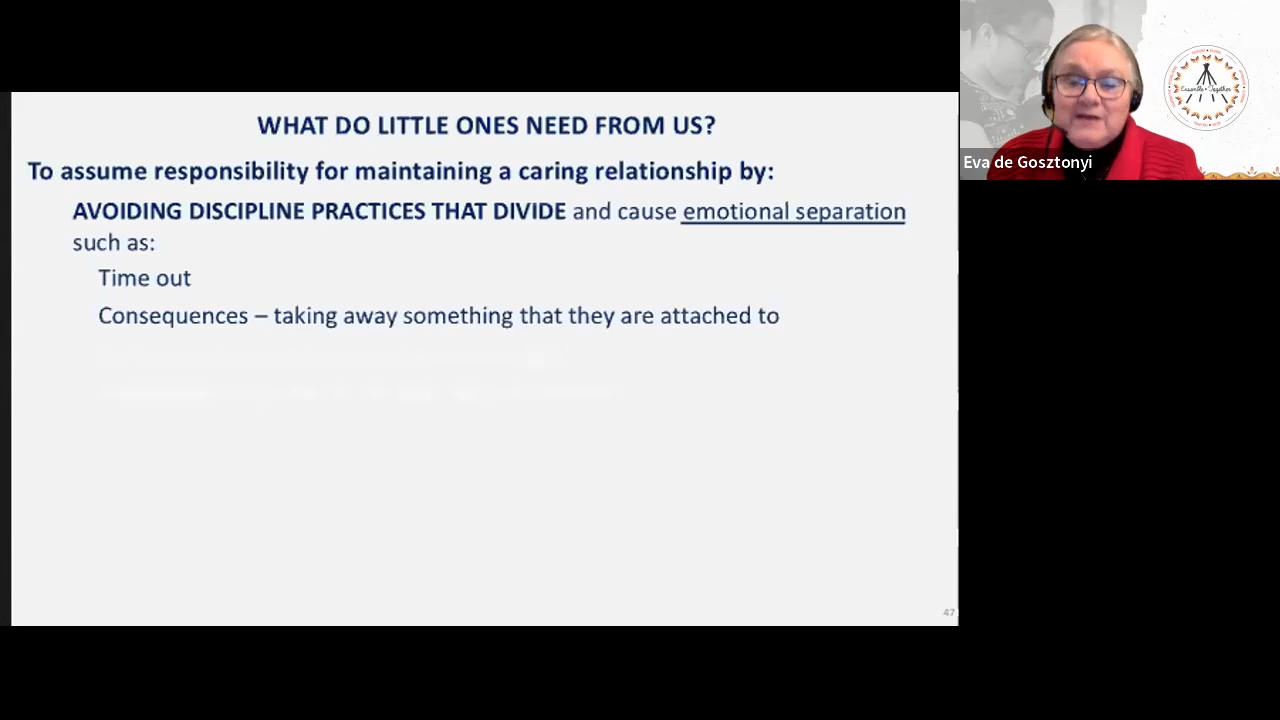 WHAT DO LITTLE ONES NEED FROM US?
To assume responsibility for maintaining a caring relationship by:
AVOIDING DISCIPLINE PRACTICES THAT DIVIDE and cause emotional separation
such as:
Time out
Consequences – taking away something that they are attached to
47
Eva de Gosztonyi
Ensemble • Together